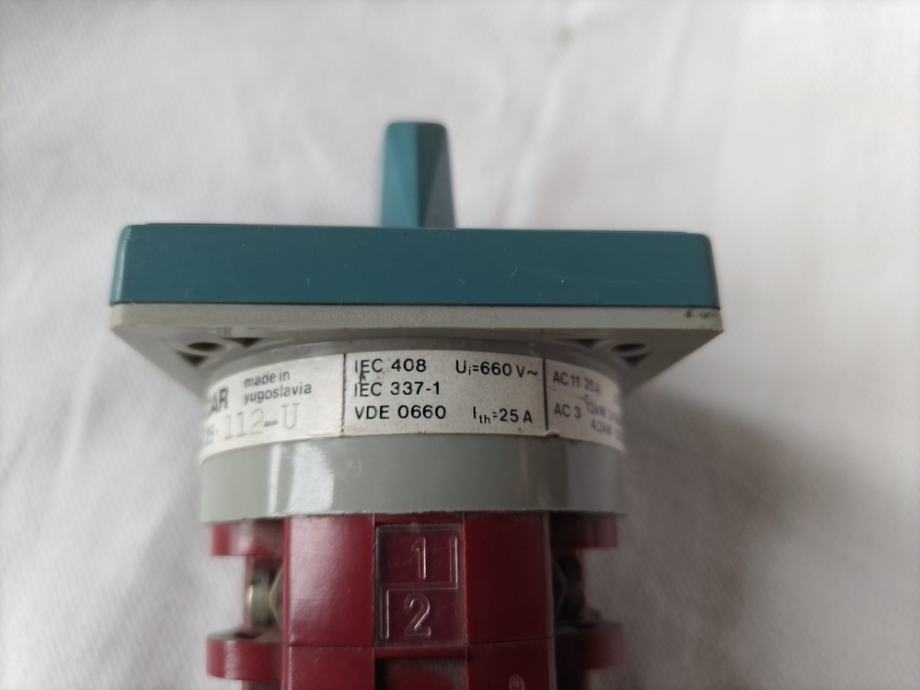 made in
yugoslavia
112-U
IEC 408 Ui=660 V~
IEC 337-1
VDE 0660 Ith=25 A
AC 11 25 A
AC 3
1
2